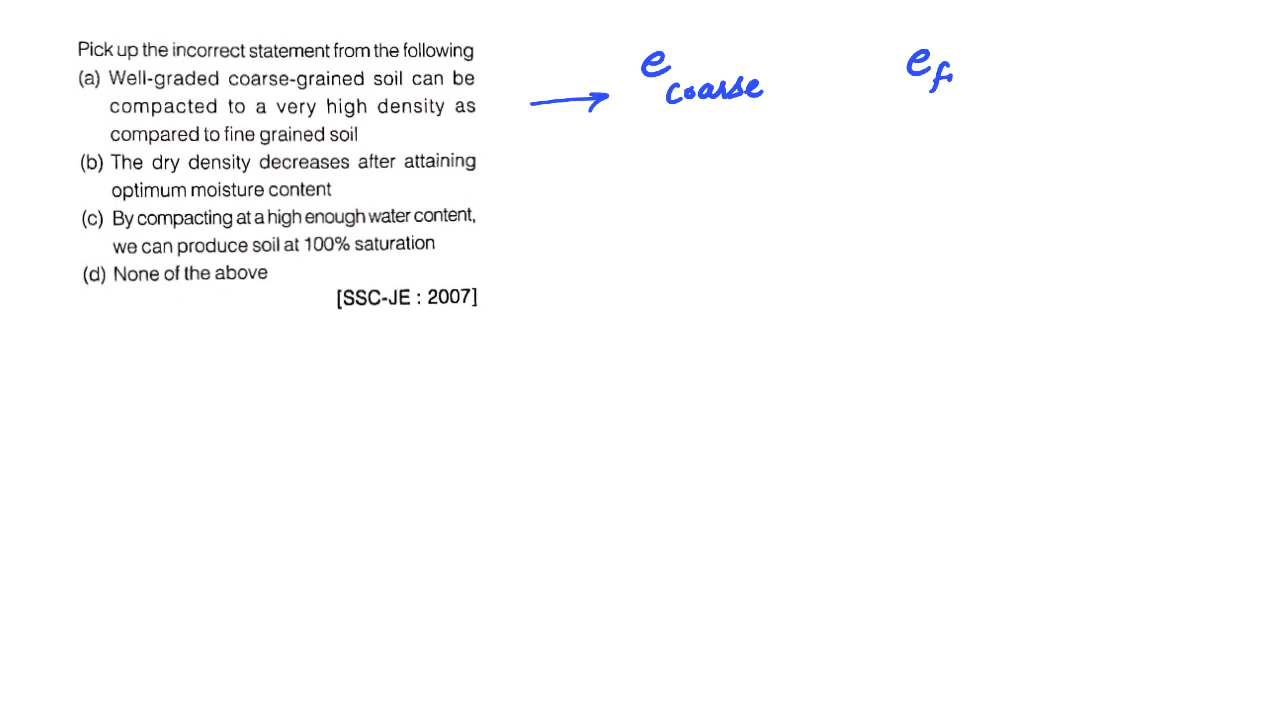 Pick up the incorrect statement from the following
(a) Well-graded coarse-grained soil can be
compacted to a very high density as
compared to fine grained soil
(b) The dry density decreases after attaining
optimum moisture content
(c) By compacting at a high enough water content,
we can produce soil at 100% saturation
(d) None of the above
[SSC-JE : 2007]
e coarse
e f